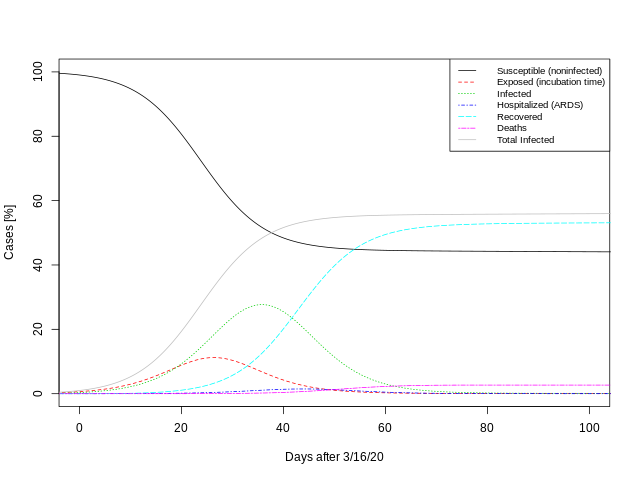 Susceptible (noninfected)
Exposed (incubation time)
Infected
Hospitalized (ARDS)
Recovered
Deaths
Total Infected
Cases [%]
100
80
60
40
20
0
0 20 40 60 80 100
Days after 3/16/20